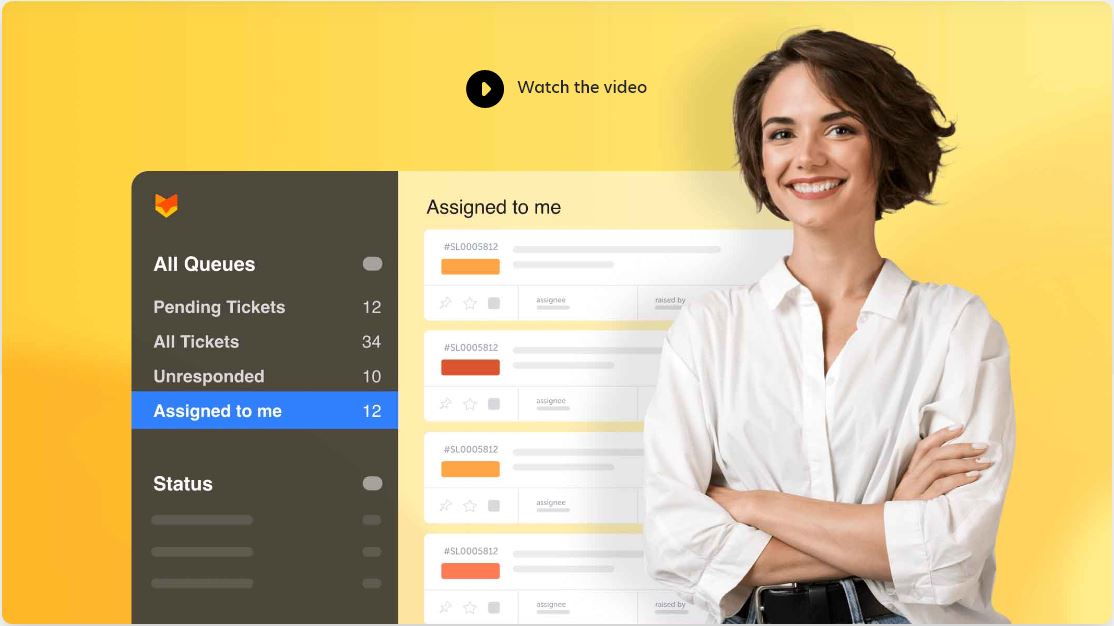 Watch the video
All Queues
Pending Tickets 12
All Tickets 34
Unresponded 10
Assigned to me 12
Status
Assigned to me
#SL0005812
assignee
raised by
#SL0005812
assignee
#SL0005812
assignee
#SL0005812
assignee
raised by